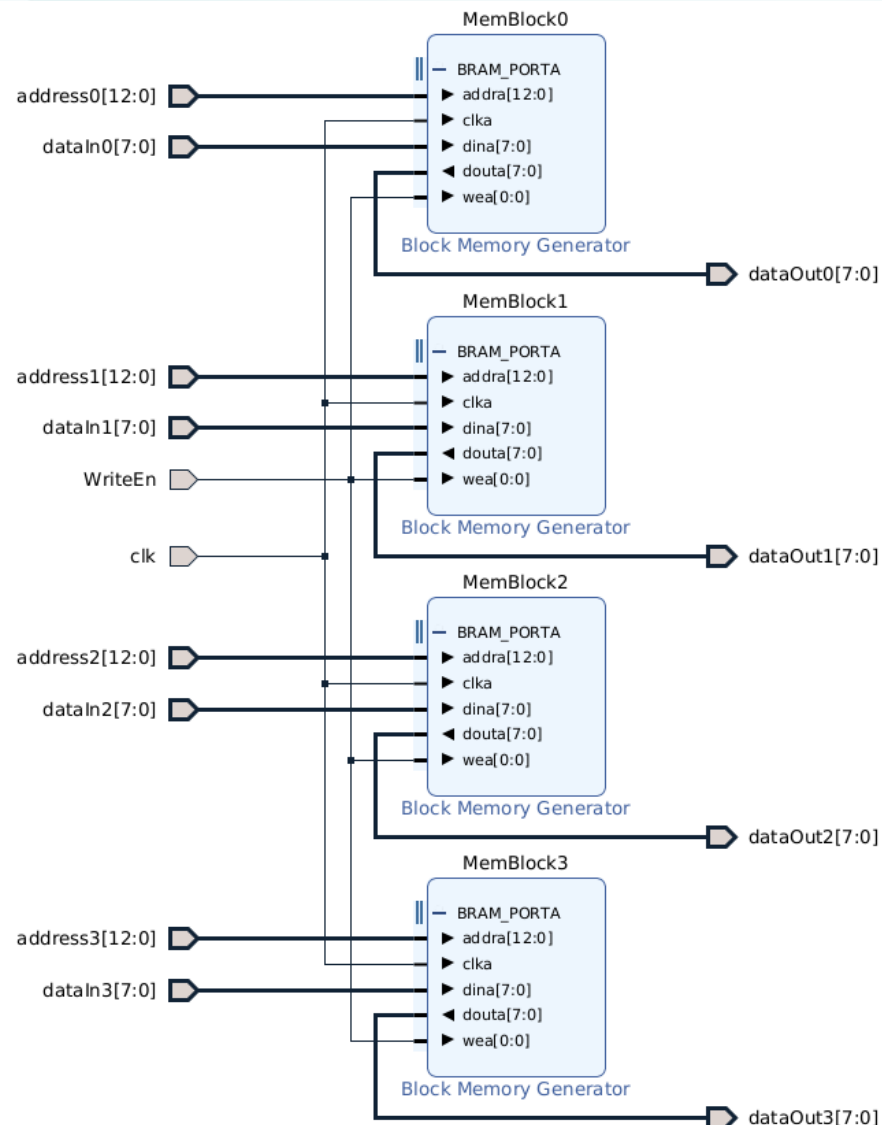 MemBlock0
BRAM_PORTA
address0[12:0]
addra[12:0]
clka
dataIn0[7:0]
dina[7:0]
douta[7:0]
wea[0:0]
Block Memory Generator
dataOut0[7:0]
MemBlock1
BRAM_PORTA
address1[12:0]
addra[12:0]
clka
dataIn1[7:0]
dina[7:0]
douta[7:0]
WriteEn
wea[0:0]
Block Memory Generator
clk
dataOut1[7:0]
MemBlock2
BRAM_PORTA
address2[12:0]
addra[12:0]
clka
dataIn2[7:0]
dina[7:0]
douta[7:0]
wea[0:0]
Block Memory Generator
dataOut2[7:0]
MemBlock3
BRAM_PORTA
address3[12:0]
addra[12:0]
clka
dataIn3[7:0]
dina[7:0]
douta[7:0]
wea[0:0]
Block Memory Generator
dataOut3[7:0]